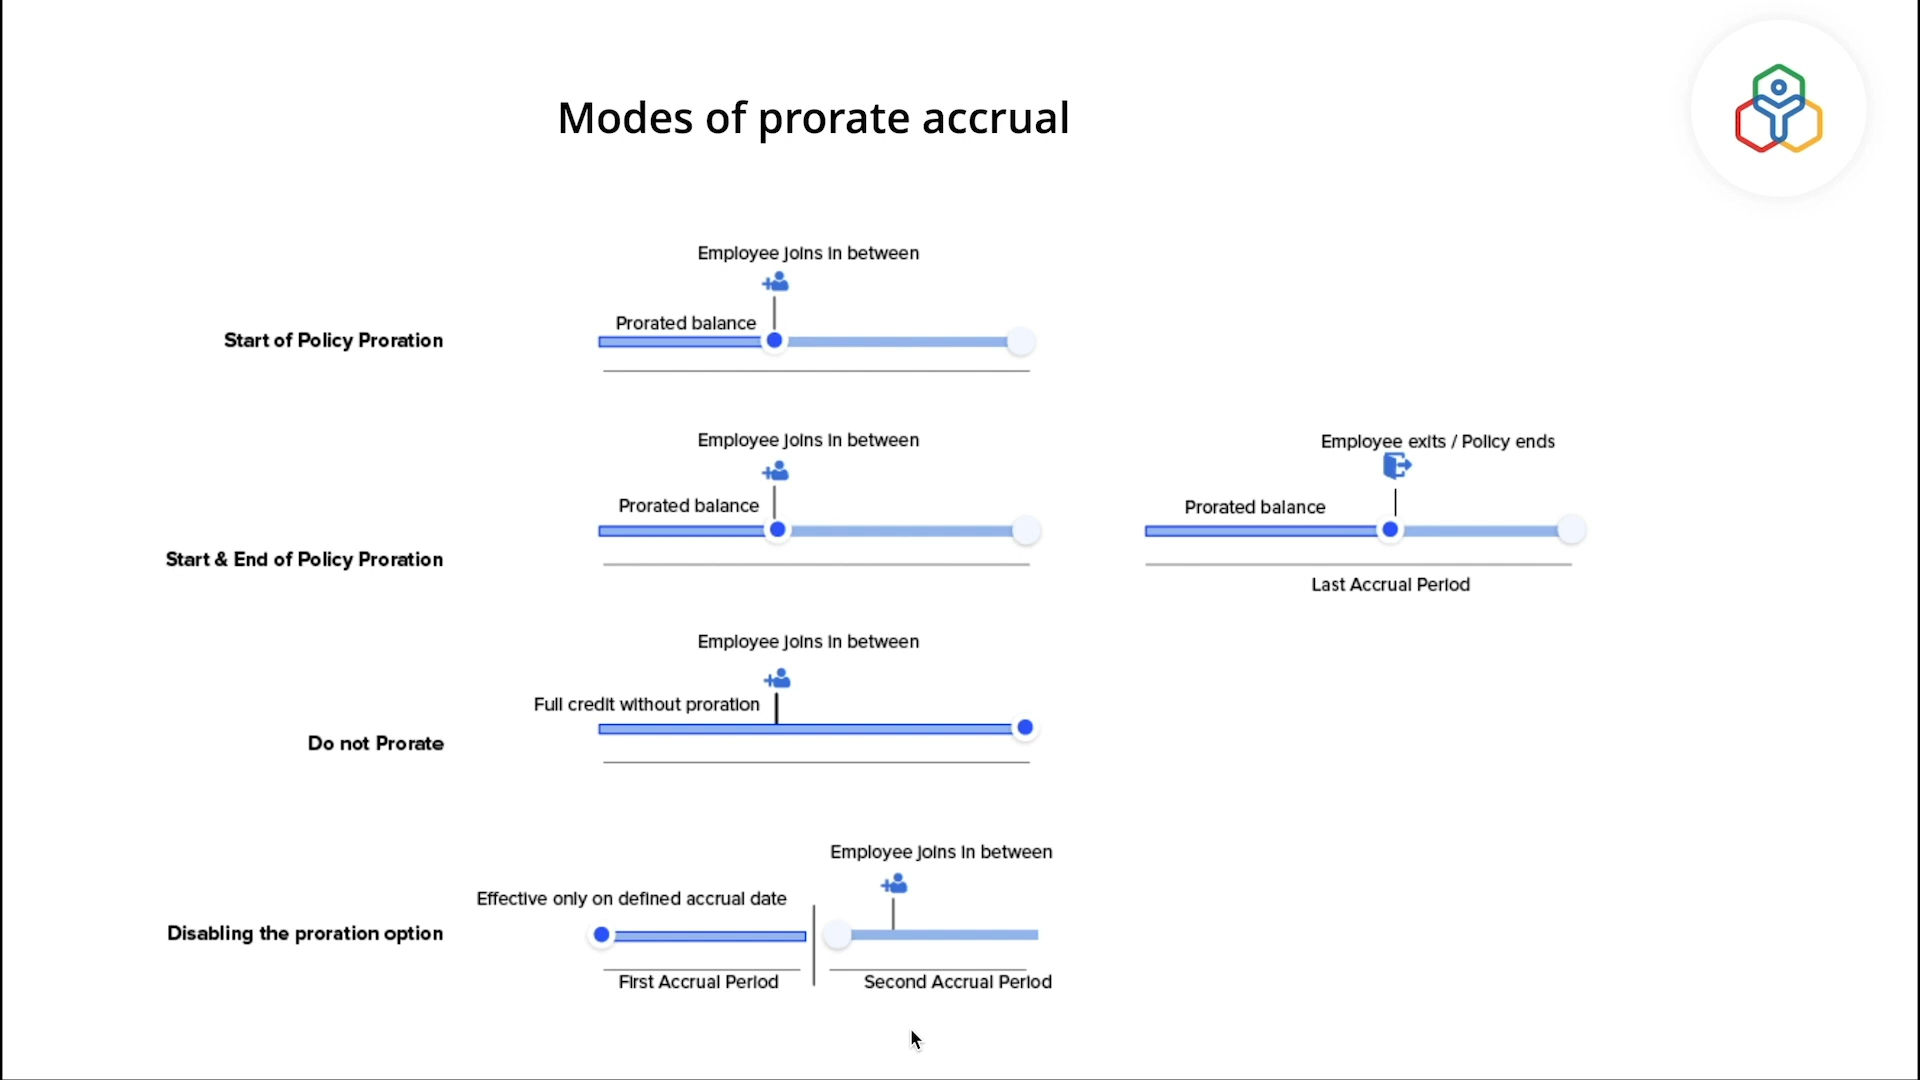 Modes of prorate accrual
Employee joins in between
Prorated balance
Start of Policy Proration
Employee joins in between
Employee exits / Policy ends
Prorated balance
Prorated balance
Start & End of Policy Proration
Last Accrual Period
Employee joins in between
Full credit without proration
Do not Prorate
Employee joins in between
Effective only on defined accrual date
Disabling the proration option
First Accrual Period
Second Accrual Period